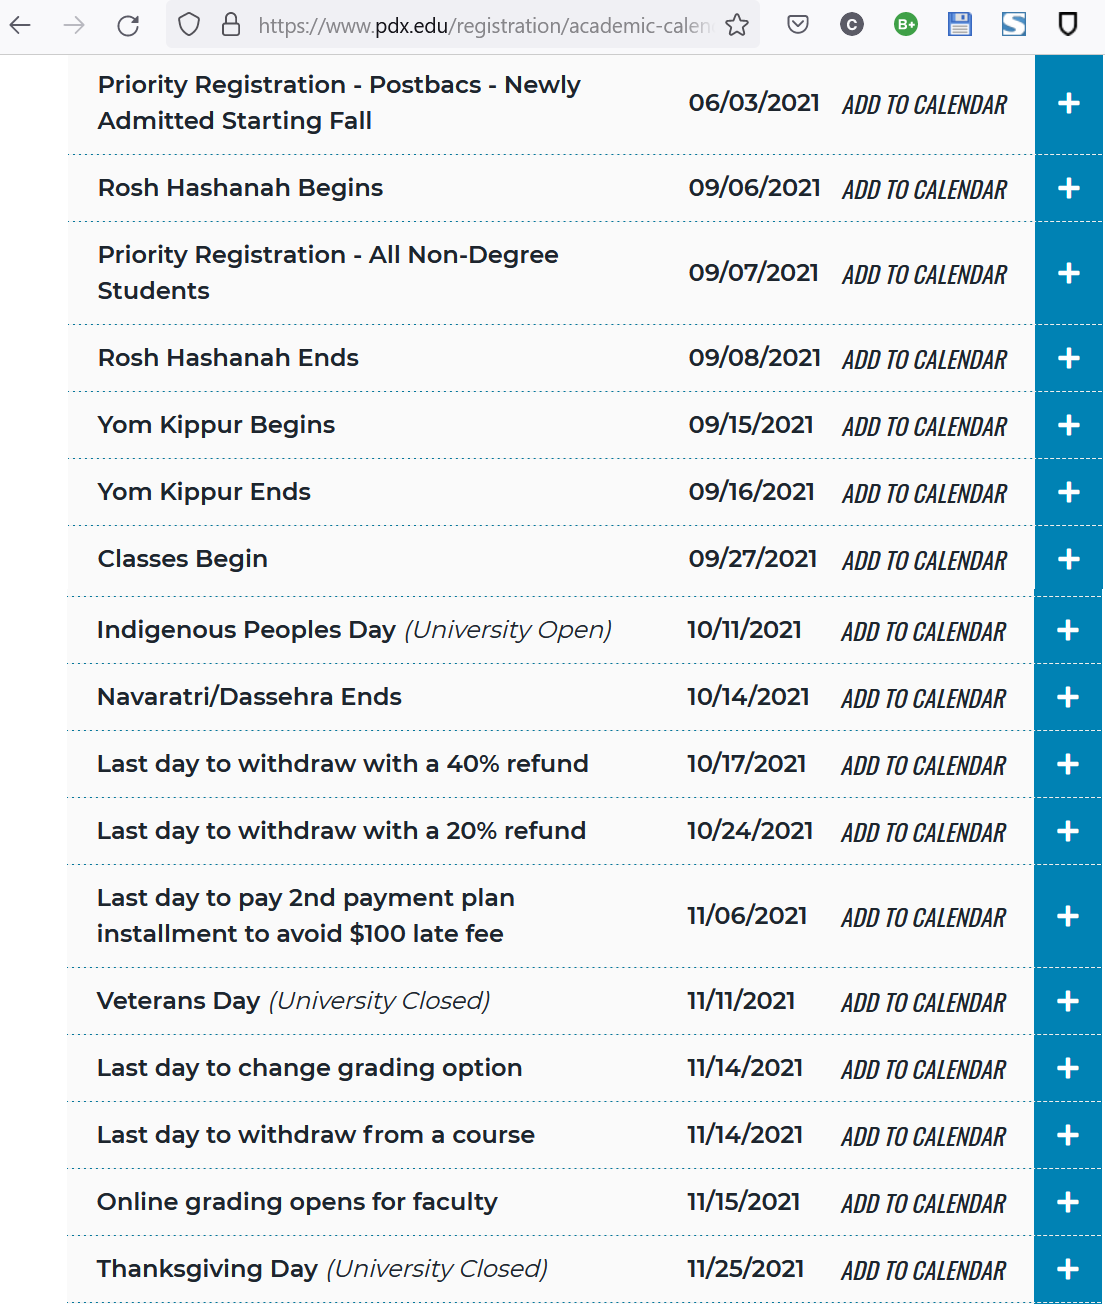 https://www.pdx.edu/registration/academic-calen
C
B+
S
Priority Registration - Postbacs - Newly
Admitted Starting Fall
06/03/2021 ADD TO CALENDAR +
Rosh Hashanah Begins 09/06/2021 ADD TO CALENDAR +
Priority Registration - All Non-Degree
Students
09/07/2021 ADD TO CALENDAR +
Rosh Hashanah Ends 09/08/2021 ADD TO CALENDAR +
Yom Kippur Begins 09/15/2021 ADD TO CALENDAR +
Yom Kippur Ends 09/16/2021 ADD TO CALENDAR +
Classes Begin 09/27/2021 ADD TO CALENDAR +
Indigenous Peoples Day (University Open) 10/11/2021 ADD TO CALENDAR +
Navaratri/Dassehra Ends 10/14/2021 ADD TO CALENDAR +
Last day to withdraw with a 40% refund 10/17/2021 ADD TO CALENDAR +
Last day to withdraw with a 20% refund 10/24/2021 ADD TO CALENDAR +
Last day to pay 2nd payment plan
installment to avoid $100 late fee
11/06/2021 ADD TO CALENDAR +
Veterans Day (University Closed) 11/11/2021 ADD TO CALENDAR +
Last day to change grading option 11/14/2021 ADD TO CALENDAR +
Last day to withdraw from a course 11/14/2021 ADD TO CALENDAR +
Online grading opens for faculty 11/15/2021 ADD TO CALENDAR +
Thanksgiving Day (University Closed) 11/25/2021 ADD TO CALENDAR +